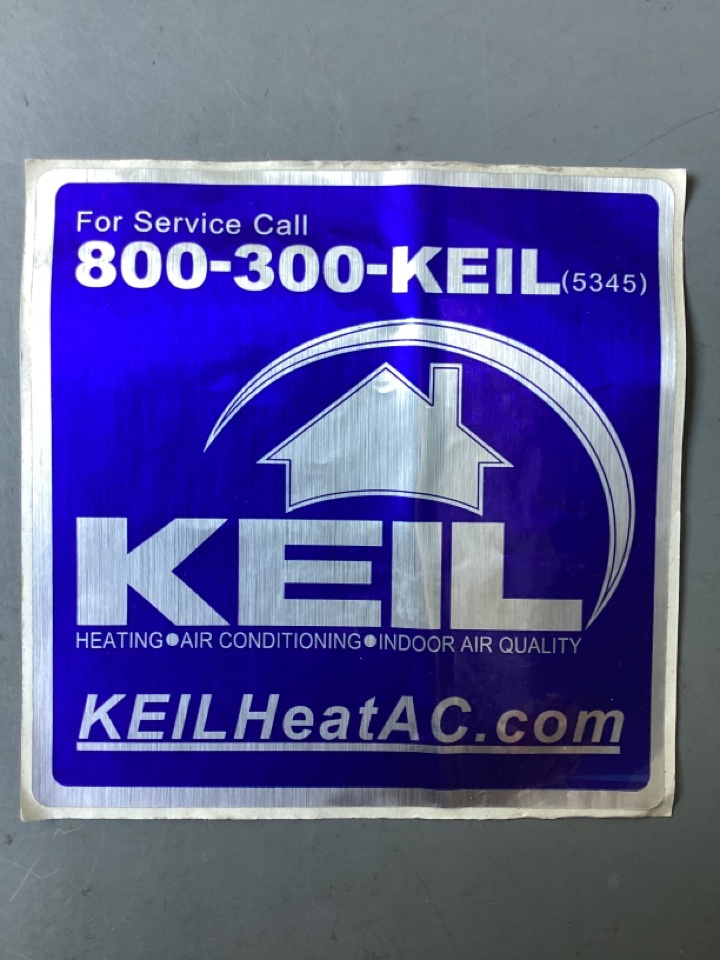 For Service Call
800-300-KEIL(5345)
KEIL
HEATING●AIR CONDITIONING●INDOOR AIR QUALITY
KEILHeatAC.com